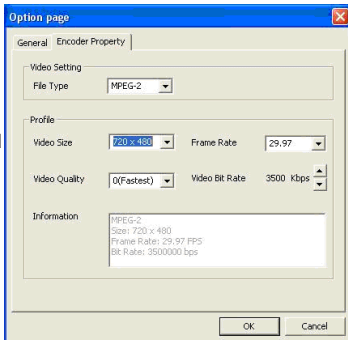 Option page
General Encoder Property
Video Setting
File Type MPEG-2
Profile
Video Size 720 x 480 Frame Rate 29.97
Video Quality 0(Fastest) Video Bit Rate 3500 Kbps
Information
MPEG-2
Size: 720 x 480
Frame Rate: 29.97 FPS
Bit Rate: 3500000 bps
OK Cancel